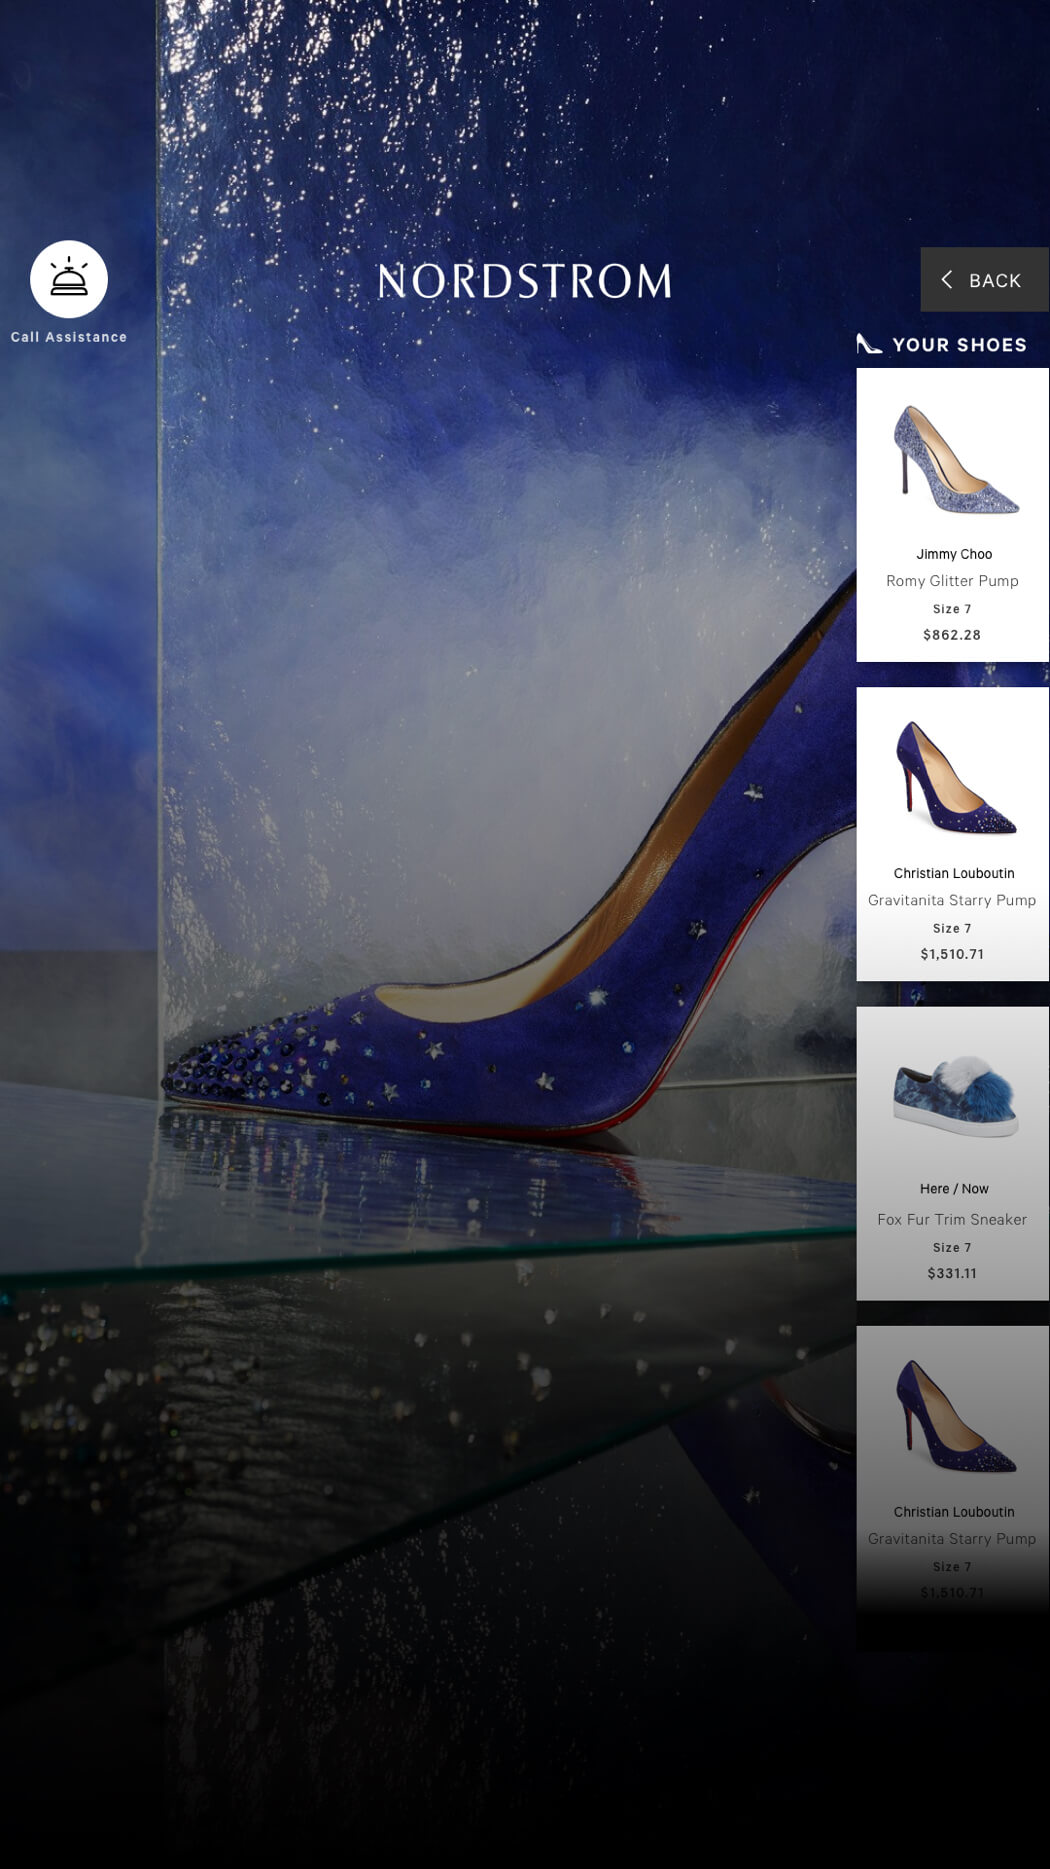 NORDSTROM
BACK
Call Assistance
YOUR SHOES
Jimmy Choo
Romy Glitter Pump
Size 7
$862.28
Christian Louboutin
Gravitanita Starry Pump
Size 7
$1,510.71
Here / Now
Fox Fur Trim Sneaker
Size 7
$331.11
Christian Louboutin
Gravitanita Starry Pump
Size 7
$1,510.71